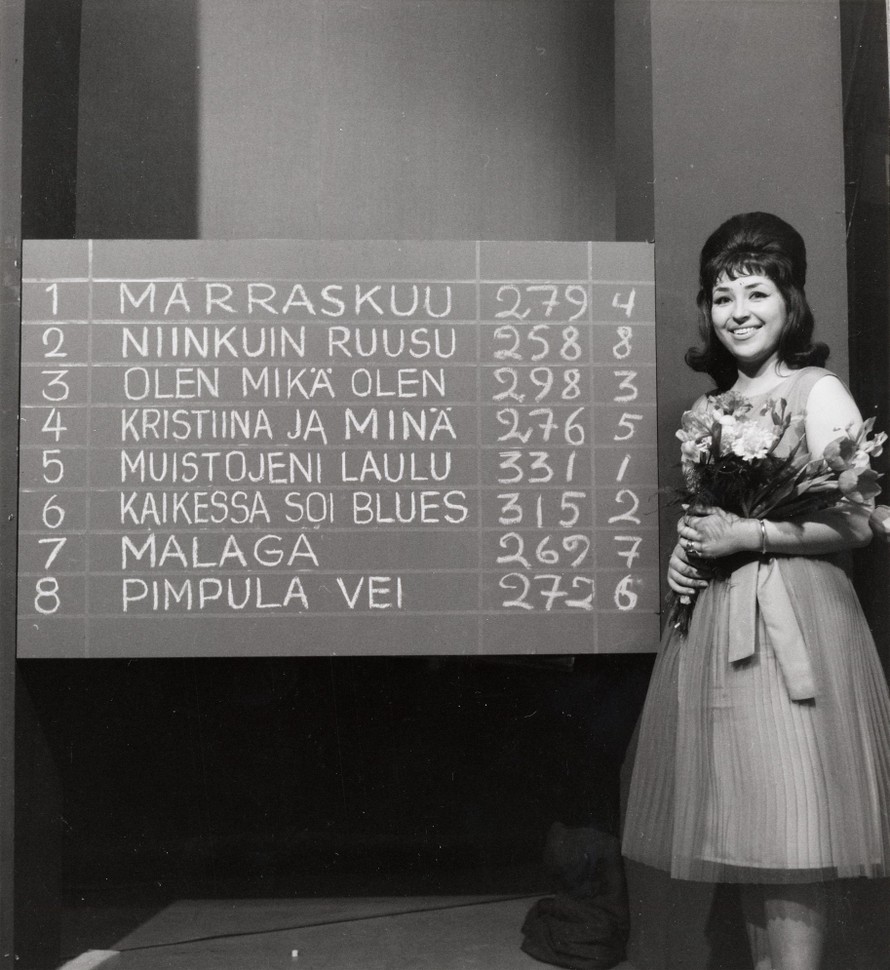 1 MARRASKUU 279 4
2 NIINKUIN RUUSU 258 8
3 OLEN MIKÄ OLEN 298 3
4 KRISTIINA JA MINÄ 276 5
5 MUISTOJENI LAULU 331 1
6 KAIKESSA SOI BLUES 315 2
7 MALAGA 269 7
8 PIMPULA VEI 272 6